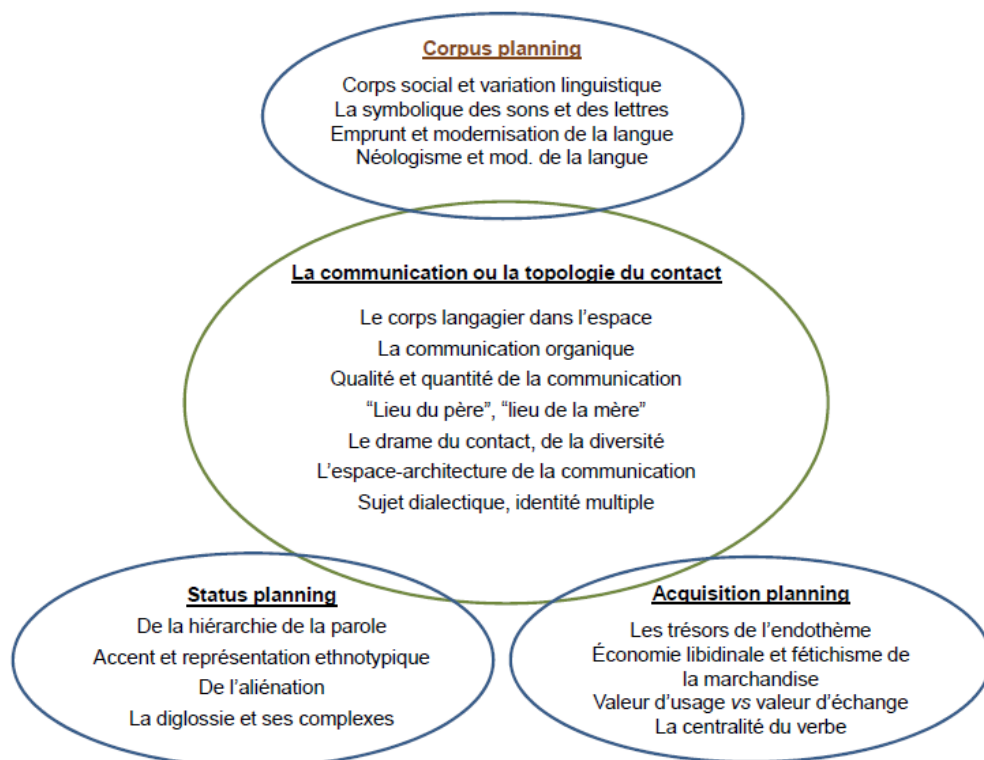 Corpus planning
Corps social et variation linguistique
La symbolique des sons et des lettres
Emprunt et modernisation de la langue
Néologisme et mod. de la langue
La communication ou la topologie du contact
Le corps langagier dans l’espace
La communication organique
Qualité et quantité de la communication
“Lieu du père”, “lieu de la mère”
Le drame du contact, de la diversité
L’espace-architecture de la communication
Sujet dialectique, identité multiple
Status planning
De la hiérarchie de la parole
Accent et représentation ethnotypique
De l’aliénation
La diglossie et ses complexes
Acquisition planning
Les trésors de l’endothème
Économie libidinale et fétichisme de
la marchandise
Valeur d’usage vs valeur d’échange
La centralité du verbe